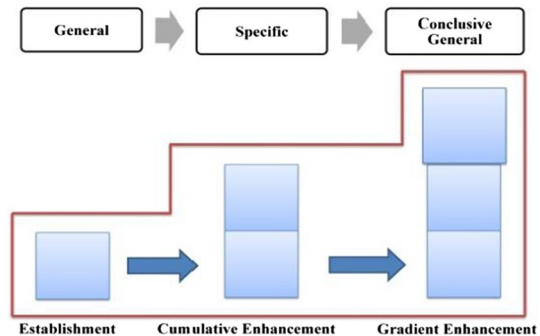 General
Specific
Conclusive
General
Establishment
Cumulative Enhancement
Gradient Enhancement